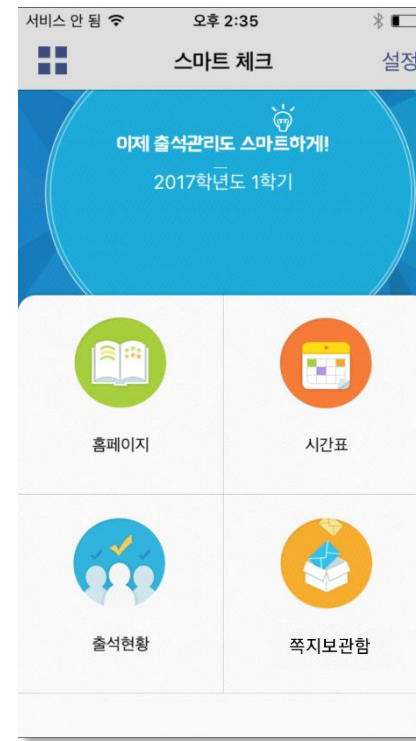 서비스 안 됨 오후 2:35
스마트 체크 설정
이제 출석관리도 스마트하게!
2017학년도 1학기
홈페이지 시간표
출석현황 쪽지보관함